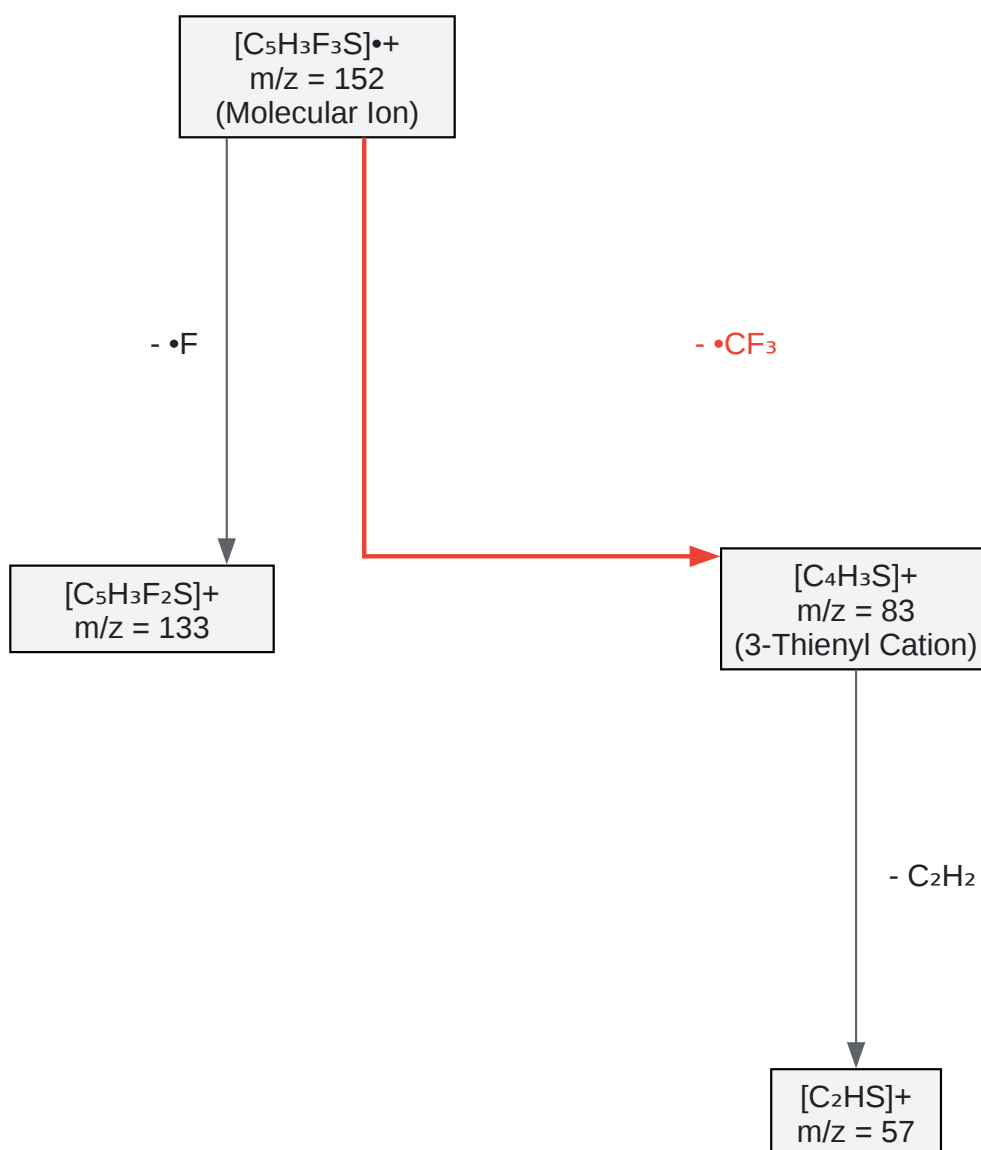 [C₅H₃F₃S]•+
m/z = 152
(Molecular Ion)
- •F
- •CF₃
[C₅H₃F₂S]+
m/z = 133
[C₄H₃S]+
m/z = 83
(3-Thienyl Cation)
- C₂H₂
[C₂HS]+
m/z = 57